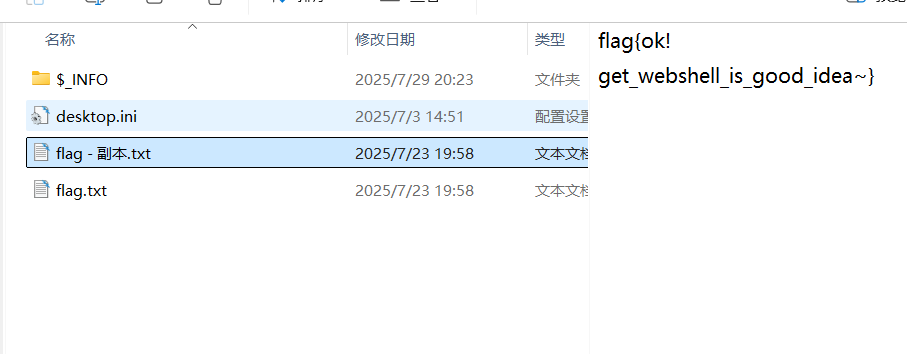 名称 修改日期 类型
$_INFO 2025/7/29 20:23 文件夹
desktop.ini 2025/7/3 14:51 配置设置
flag - 副本.txt 2025/7/23 19:58 文本文档
flag.txt 2025/7/23 19:58 文本文档
flag{ok!
get_webshell_is_good_idea~}